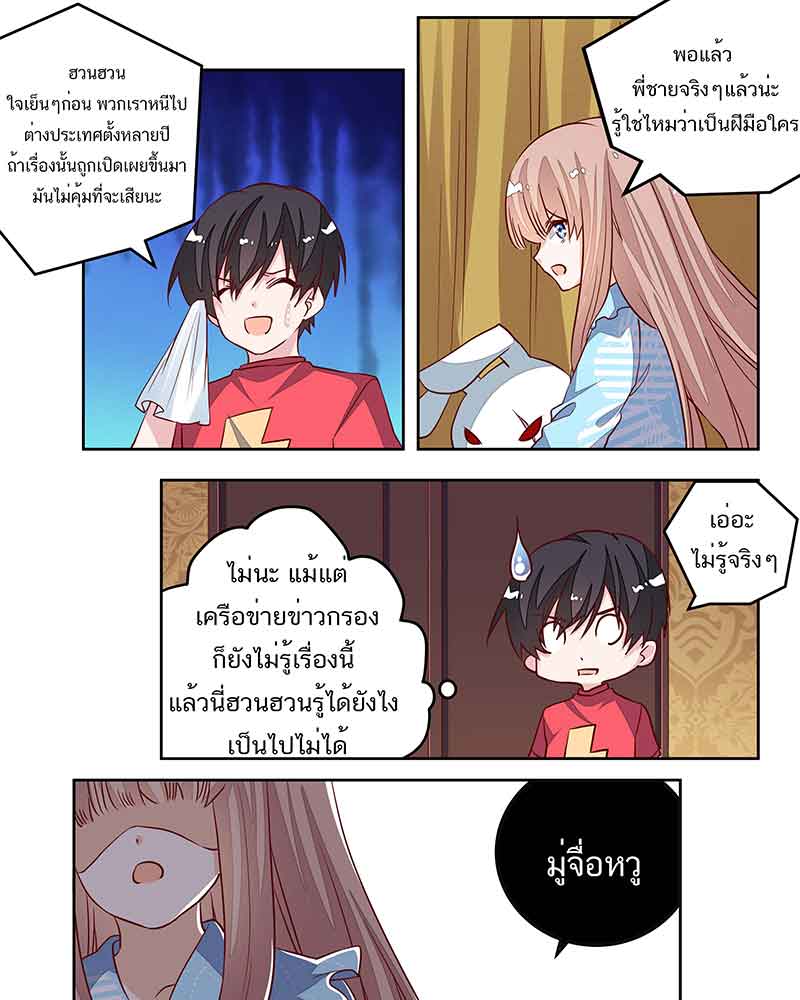 ฮวนฮวน
ใจเย็นๆก่อน พวกเราหนีไป
ต่างประเทศตั้งหลายปี
ถ้าเรื่องนั้นถูกเปิดเผยขึ้นมา
มันไม่คุ้มที่จะเสียนะ
พอแล้ว
พี่ชายจริงๆแล้วน่ะ
รู้ใช่ไหมว่าเป็นฝีมือใคร
ไม่นะ แม้แต่
เครือข่ายข่าวกรอง
ก็ยังไม่รู้เรื่องนี้
แล้วนี่ฮวนฮวนรู้ได้ยังไง
เป็นไปไม่ได้
เอ่อะ
ไม่รู้จริงๆ
มู่จื่อหวู